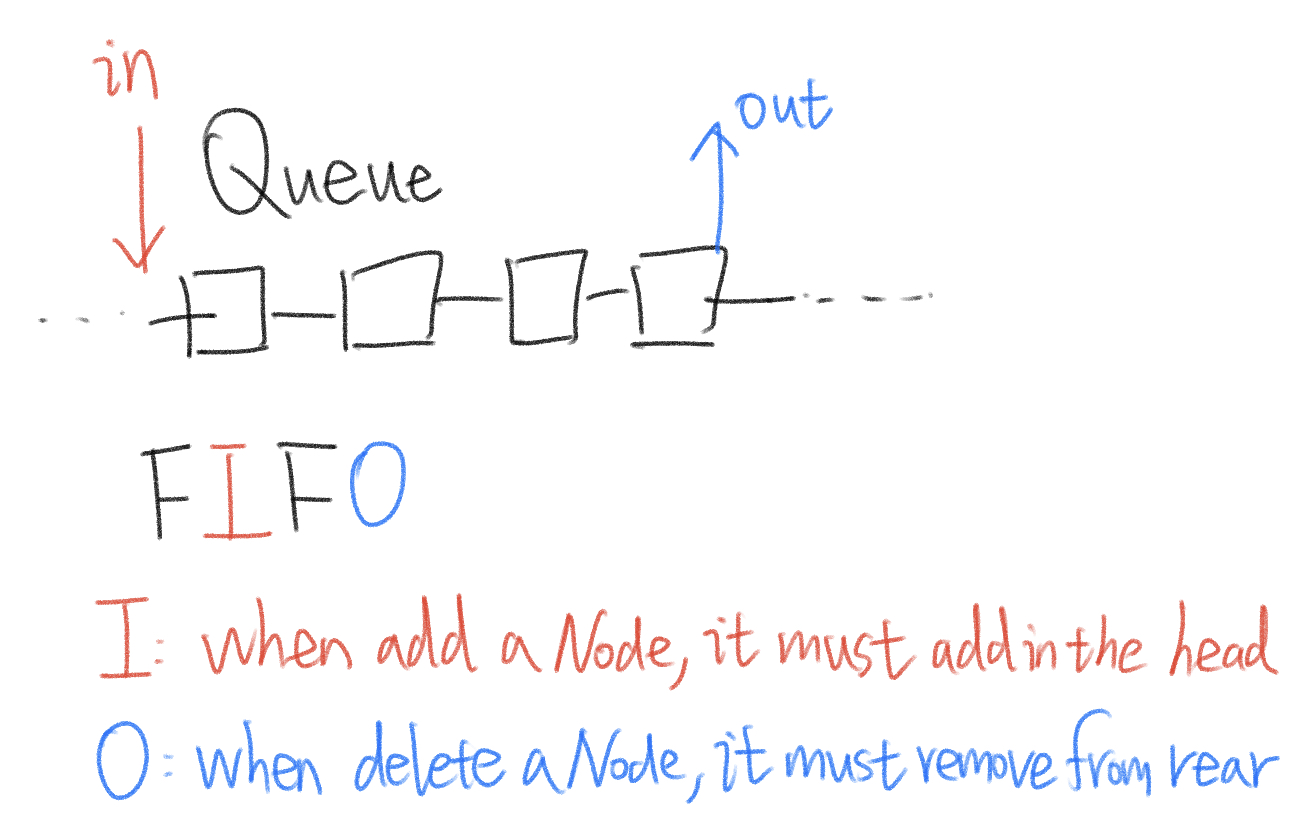 in
out
Queue
FIFO
I: when add a Node, it must add in the head
O: when delete a Node, it must remove from rear